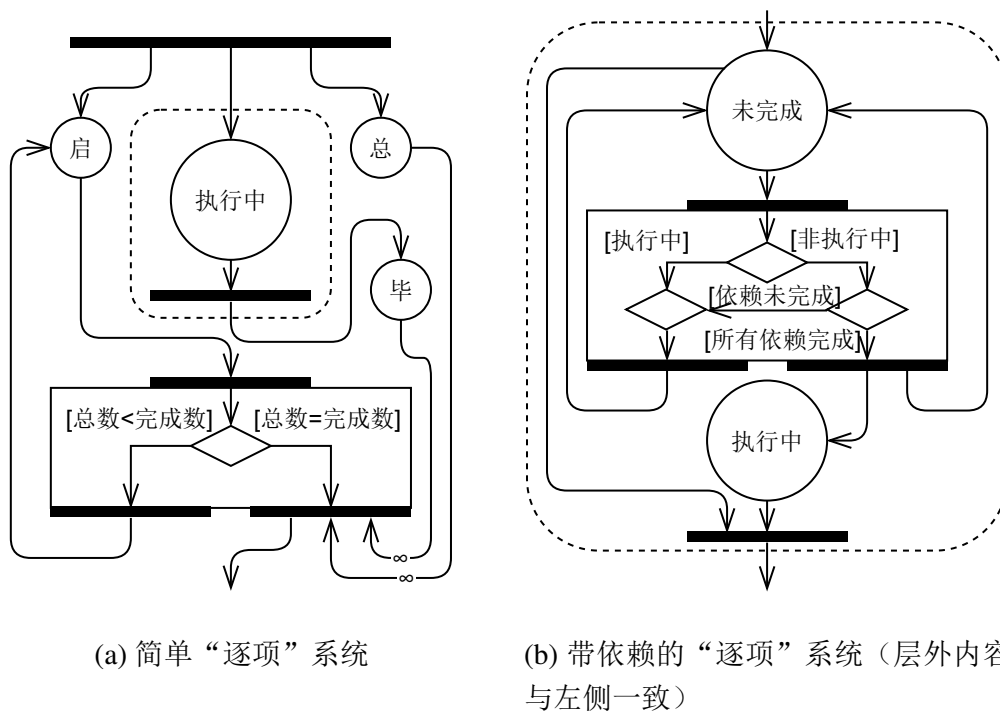 启
总
执行中
毕
[总数<完成数]
[总数=完成数]
∞
∞
(a) 简单“逐项”系统
未完成
[执行中]
[非执行中]
[依赖未完成]
[所有依赖完成]
执行中
(b) 带依赖的“逐项”系统（层外内容
与左侧一致）